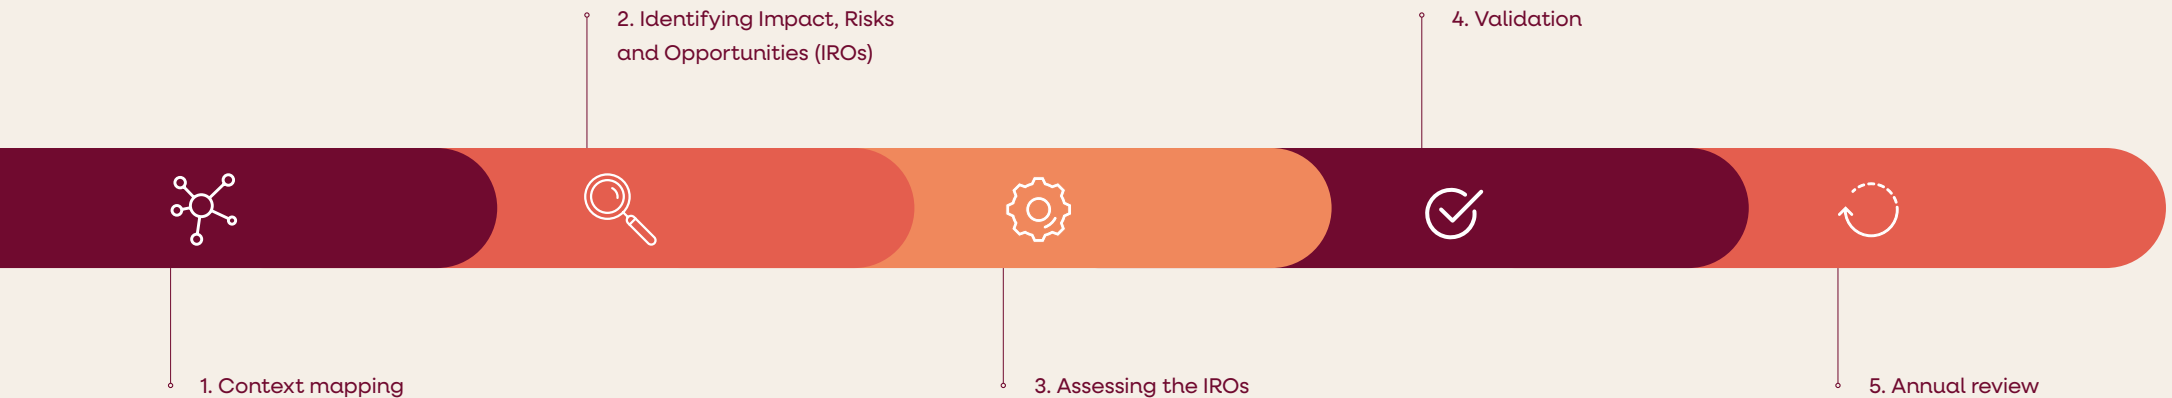 2. Identifying Impact, Risks
and Opportunities (IROs)
4. Validation
1. Context mapping
3. Assessing the IROs
5. Annual review